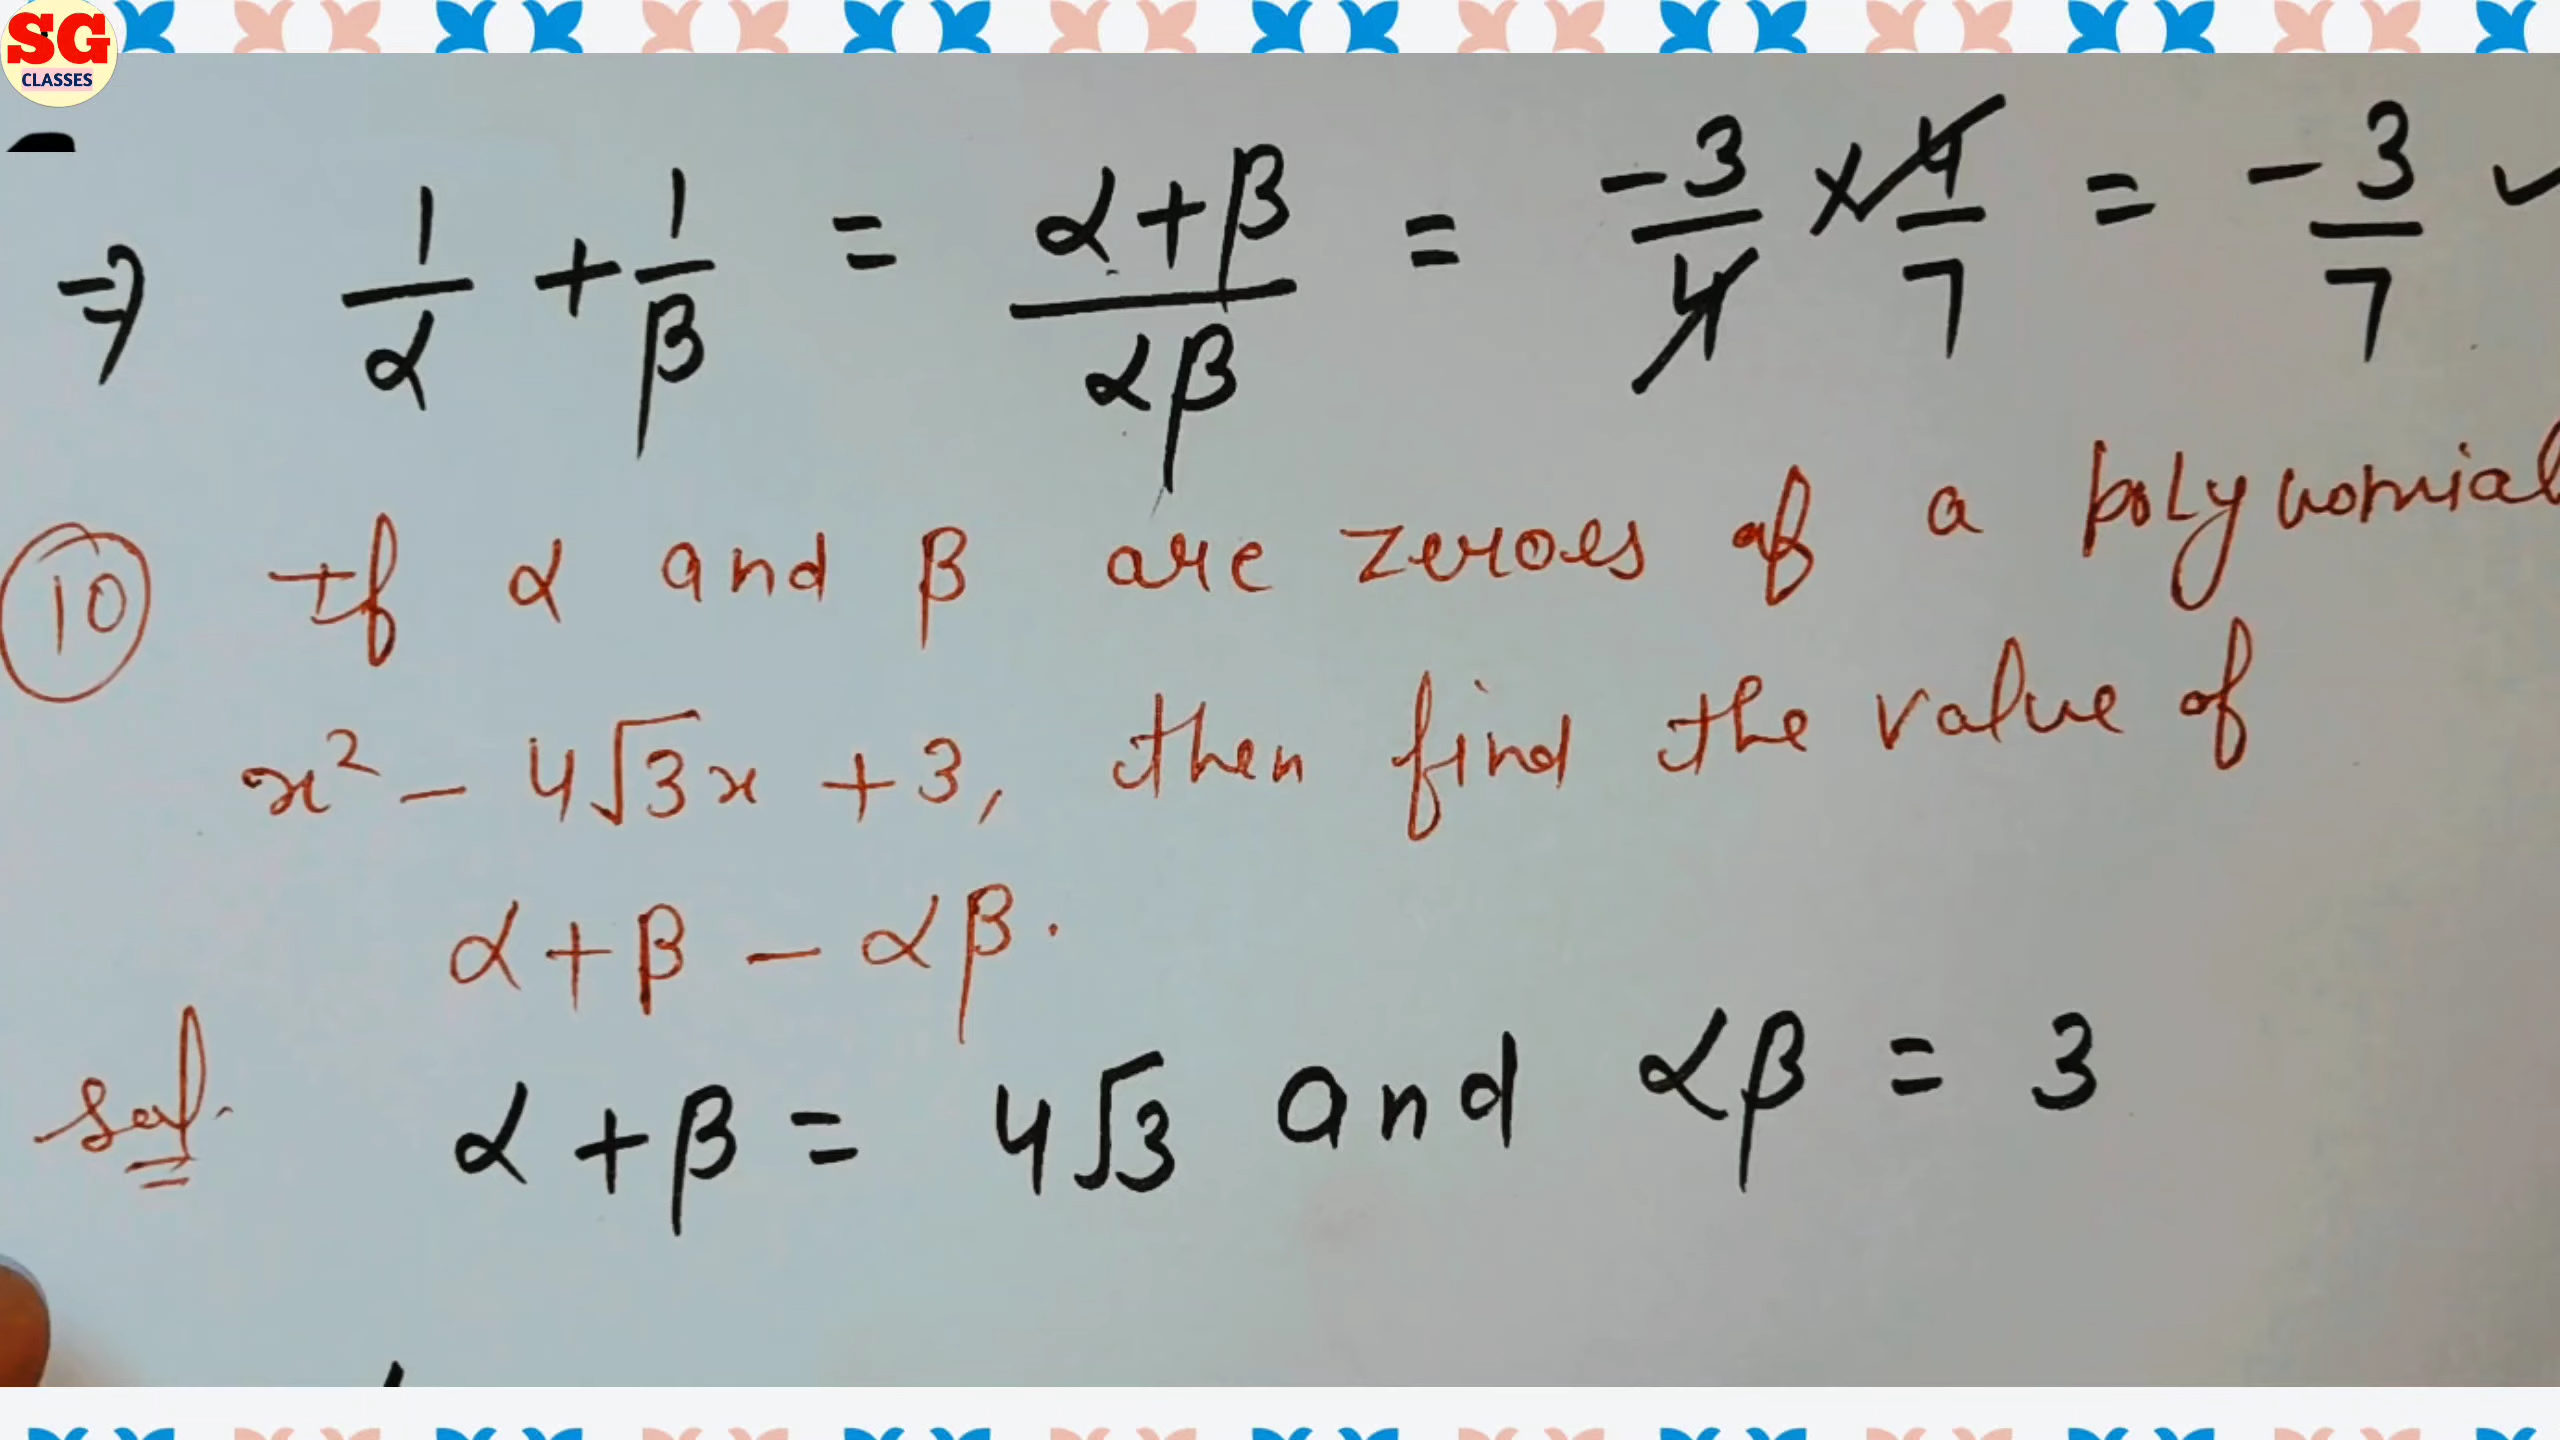 SG
CLASSES
⇒ 1/α + 1/β = α+β/αβ = -3/4 × 4/7 = -3/7 ✓
10 If α and β are zeroes of a polynomial
x² - 4√3x + 3, then find the value of
α + β - αβ.
sol. α + β = 4√3 and αβ = 3